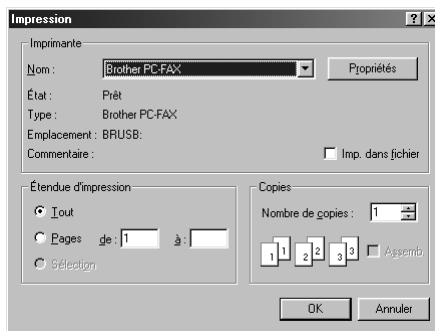 Impression
Imprimante
Nom : Brother PC-FAX Propriétés
État : Prêt
Type : Brother PC-FAX
Emplacement : BRUSB:
Commentaire : Imp. dans fichier
Étendue d'impression
Tout
Pages de : 1 à :
Sélection
Copies
Nombre de copies : 1
1 1 2 2 3 3 Assemb
OK Annuler